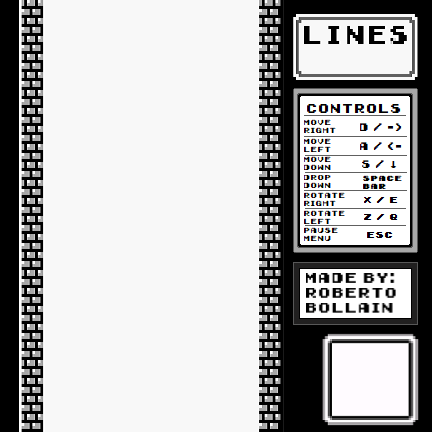 LINES
CONTROLS
MOVE RIGHT D / ->
MOVE LEFT A / <-
MOVE DOWN S / ↓
DROP DOWN SPACE BAR
ROTATE RIGHT X / E
ROTATE LEFT Z / Q
PAUSE MENU ESC
MADE BY:
ROBERTO
BOLLAIN